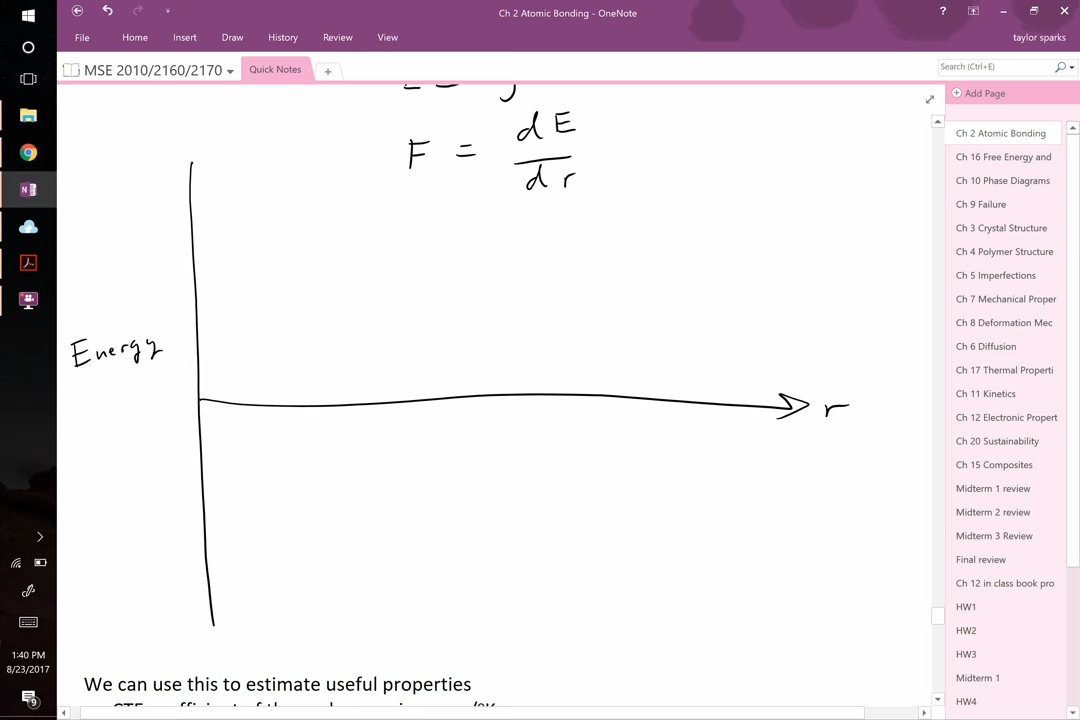 Ch 2 Atomic Bonding - OneNote
?
File Home Insert Draw History Review View
taylor sparks
MSE 2010/2160/2170
Quick Notes
+
Search (Ctrl+E)
F = dE
dr
Energy
r
We can use this to estimate useful properties
Add Page
Ch 2 Atomic Bonding
Ch 16 Free Energy and
Ch 10 Phase Diagrams
Ch 9 Failure
Ch 3 Crystal Structure
Ch 4 Polymer Structure
Ch 5 Imperfections
Ch 7 Mechanical Proper
Ch 8 Deformation Mec
Ch 6 Diffusion
Ch 17 Thermal Properti
Ch 11 Kinetics
Ch 12 Electronic Propert
Ch 20 Sustainability
Ch 15 Composites
Midterm 1 review
Midterm 2 review
Midterm 3 Review
Final review
Ch 12 in class book pro
HW1
HW2
HW3
Midterm 1
HW4
1:40 PM
8/23/2017
9